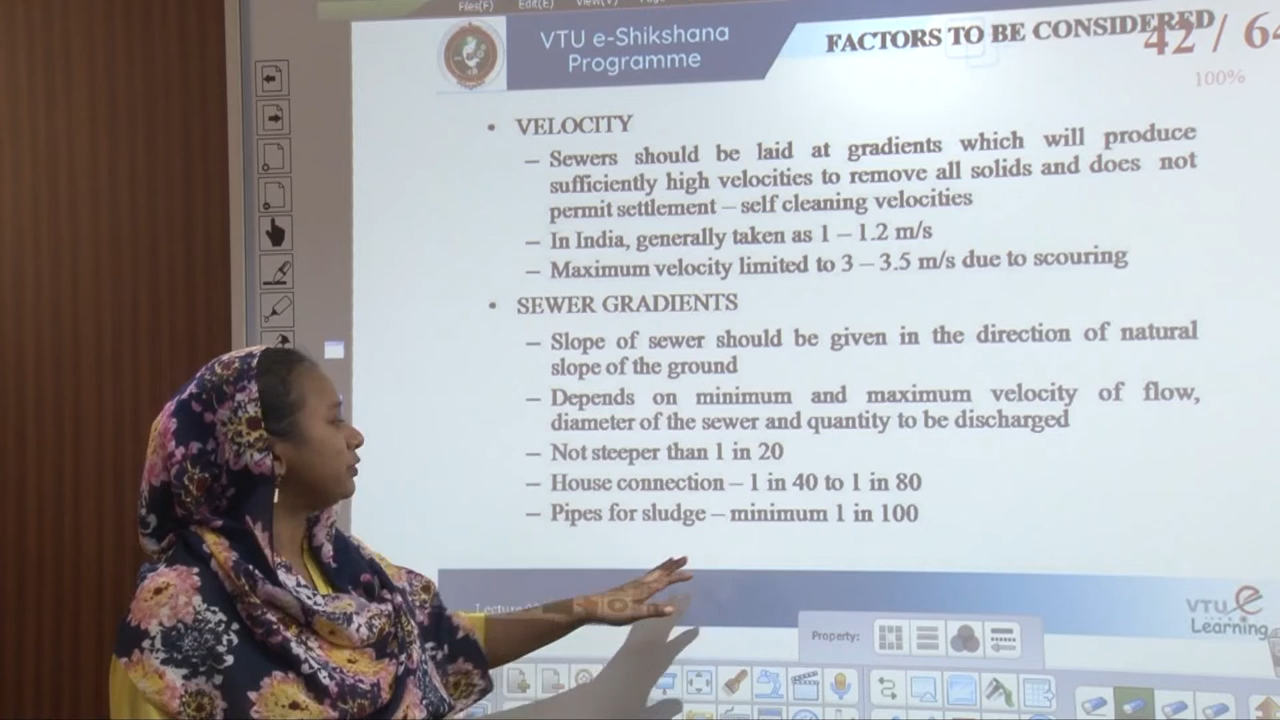 Files(F) Edit(E) View(V)
VTU e-Shikshana
Programme
FACTORS TO BE CONSIDERED
42 / 64
100%
• VELOCITY
– Sewers should be laid at gradients which will produce
sufficiently high velocities to remove all solids and does not
permit settlement – self cleaning velocities
– In India, generally taken as 1 – 1.2 m/s
– Maximum velocity limited to 3 – 3.5 m/s due to scouring
• SEWER GRADIENTS
– Slope of sewer should be given in the direction of natural
slope of the ground
– Depends on minimum and maximum velocity of flow,
diameter of the sewer and quantity to be discharged
– Not steeper than 1 in 20
– House connection – 1 in 40 to 1 in 80
– Pipes for sludge – minimum 1 in 100
Lecture
VTU e
Learning
Property: